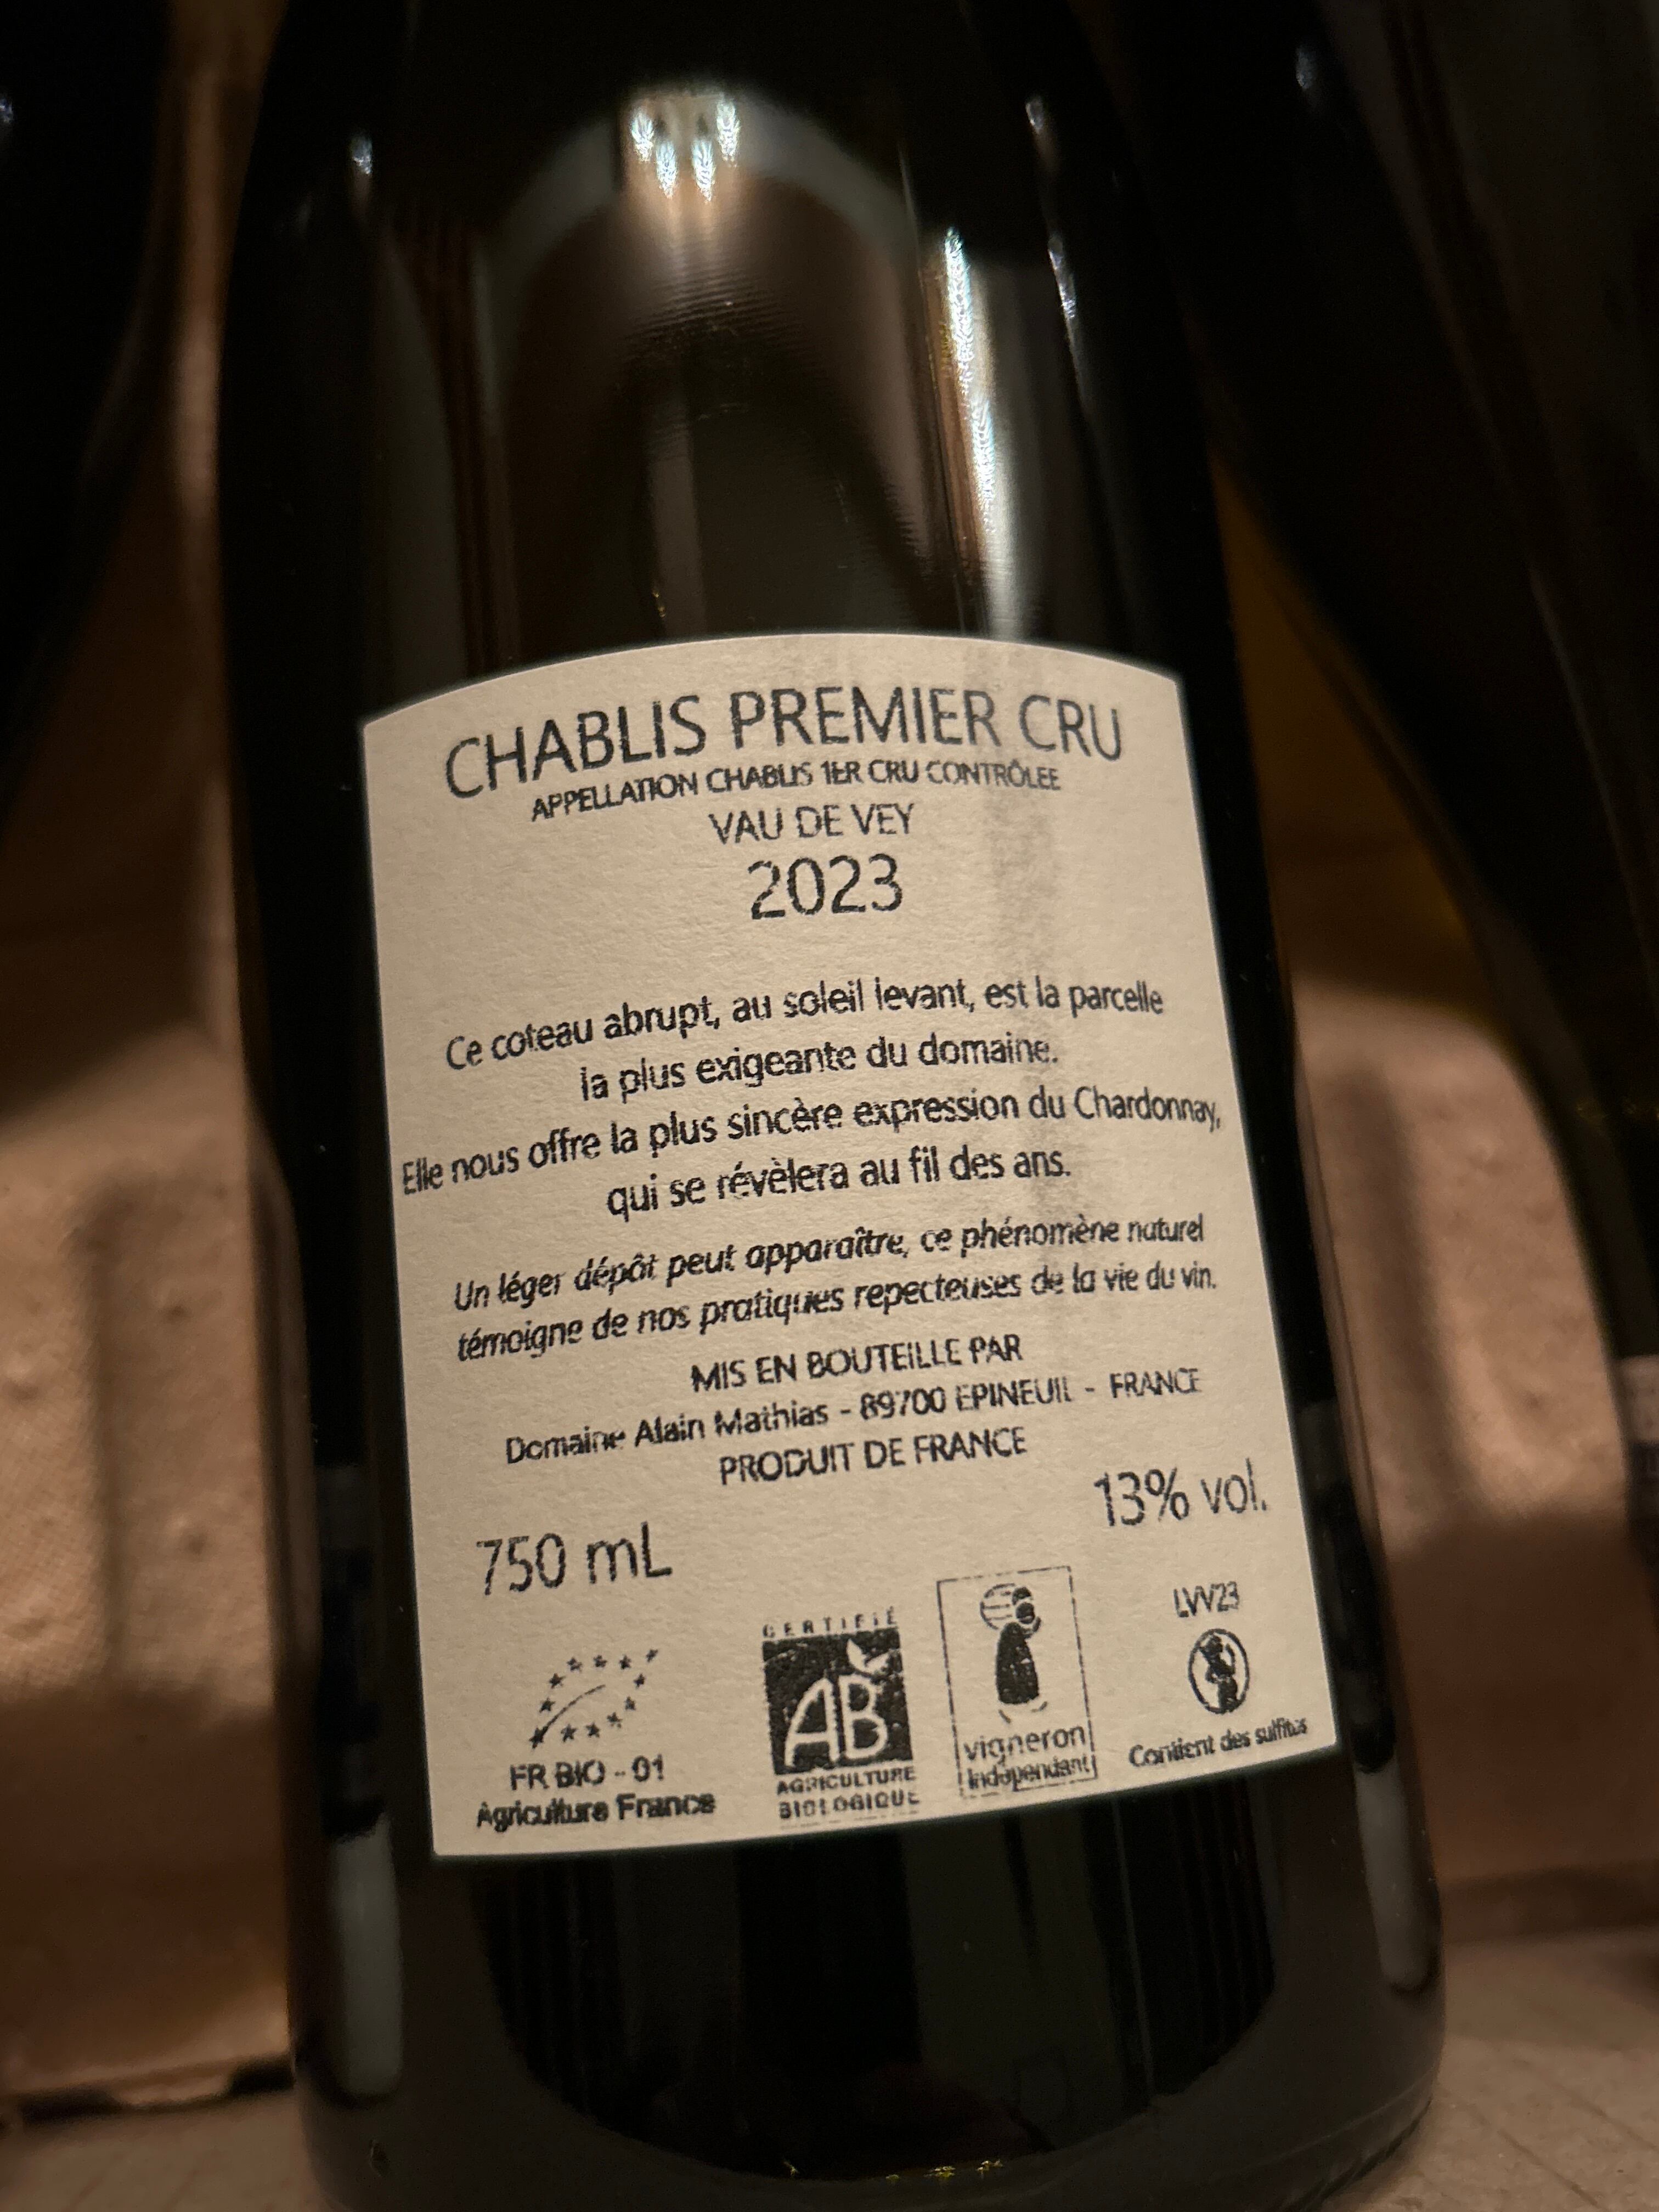 CHABLIS PREMIER CRU
APPELLATION CHABLIS 1ER CRU CONTRÔLEE
VAU DE VEY
2023
Ce coteau abrupt, au soleil levant, est la parcelle
la plus exigeante du domaine.
Elle nous offre la plus sincère expression du Chardonnay,
qui se révèlera au fil des ans.
Un léger dépôt peut apparaître, ce phénomène naturel
témoigne de nos pratiques repecteuses de la vie du vin.
MIS EN BOUTEILLE PAR
Domaine Alain Mathias - 89700 EPINEUIL - FRANCE
PRODUIT DE FRANCE
13% vol.
750 mL
LVV23
CERTIFIÉ
AB
AGRICULTURE
BIOLOGIQUE
vigneron
indépendant
Contient des sulfites
FR BIO - 01
Agriculture France